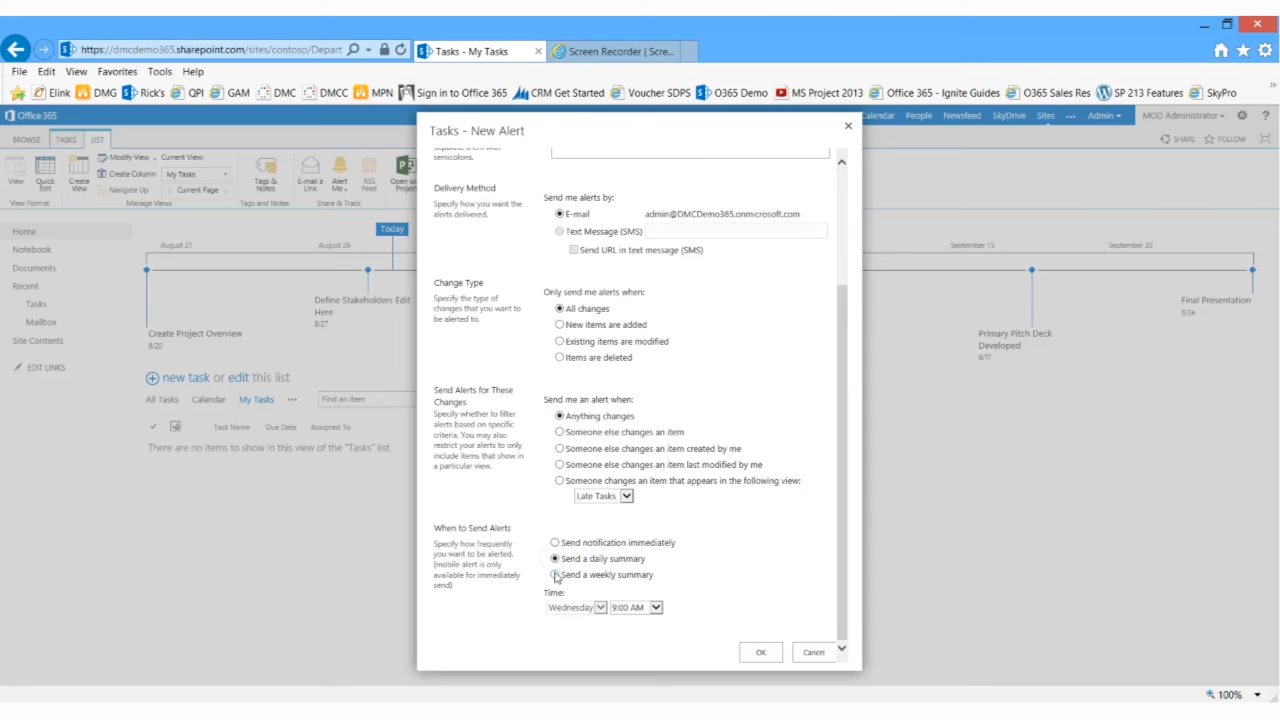 https://dmcdemo365.sharepoint.com/sites/contoso/Depart
Tasks - My Tasks
Screen Recorder | Scre...
File Edit View Favorites Tools Help
Elink DMG Rick's QPI GAM DMC DMCC MPN Sign in to Office 365 CRM Get Started Voucher SDPS O365 Demo MS Project 2013 Office 365 - Ignite Guides O365 Sales Res SP 213 Features SkyPro
Office 365
Calendar People Newsfeed SkyDrive Sites ... Admin MOD Administrator ?
BROWSE TASKS LIST
SHARE FOLLOW
View
Quick Edit
Create View
Modify View
Create Column
Navigate Up
Current View:
My Tasks
Current Page
Tags & Notes
E-mail a Link
Alert Me
RSS Feed
Open wi
Project
View Format
Manage Views
Tags and Notes
Share & Track
Home
Notebook
Documents
Recent
Tasks
Mailbox
Site Contents
EDIT LINKS
Today
August 21
August 26
September 15
September 20
Create Project Overview
8/20
Define Stakeholders Edit
Here
8/27
Primary Pitch Deck
Developed
9/17
Final Presentation
9/24
new task or edit this list
All Tasks Calendar My Tasks ... Find an item
Task Name Due Date Assigned To
There are no items to show in this view of the "Tasks" list.
Tasks - New Alert
Separate them with
semicolons.
Delivery Method
Specify how you want the
alerts delivered.
Send me alerts by:
E-mail admin@DMCDemo365.onmicrosoft.com
Text Message (SMS)
Send URL in text message (SMS)
Change Type
Specify the type of
changes that you want to
be alerted to.
Only send me alerts when:
All changes
New items are added
Existing items are modified
Items are deleted
Send Alerts for These
Changes
Specify whether to filter
alerts based on specific
criteria. You may also
restrict your alerts to only
include items that show in
a particular view.
Send me an alert when:
Anything changes
Someone else changes an item
Someone else changes an item created by me
Someone else changes an item last modified by me
Someone changes an item that appears in the following view:
Late Tasks
When to Send Alerts
Specify how frequently
you want to be alerted.
(mobile alert is only
available for immediately
send)
Send notification immediately
Send a daily summary
Send a weekly summary
Time:
Wednesday 9:00 AM
OK Cancel
100%